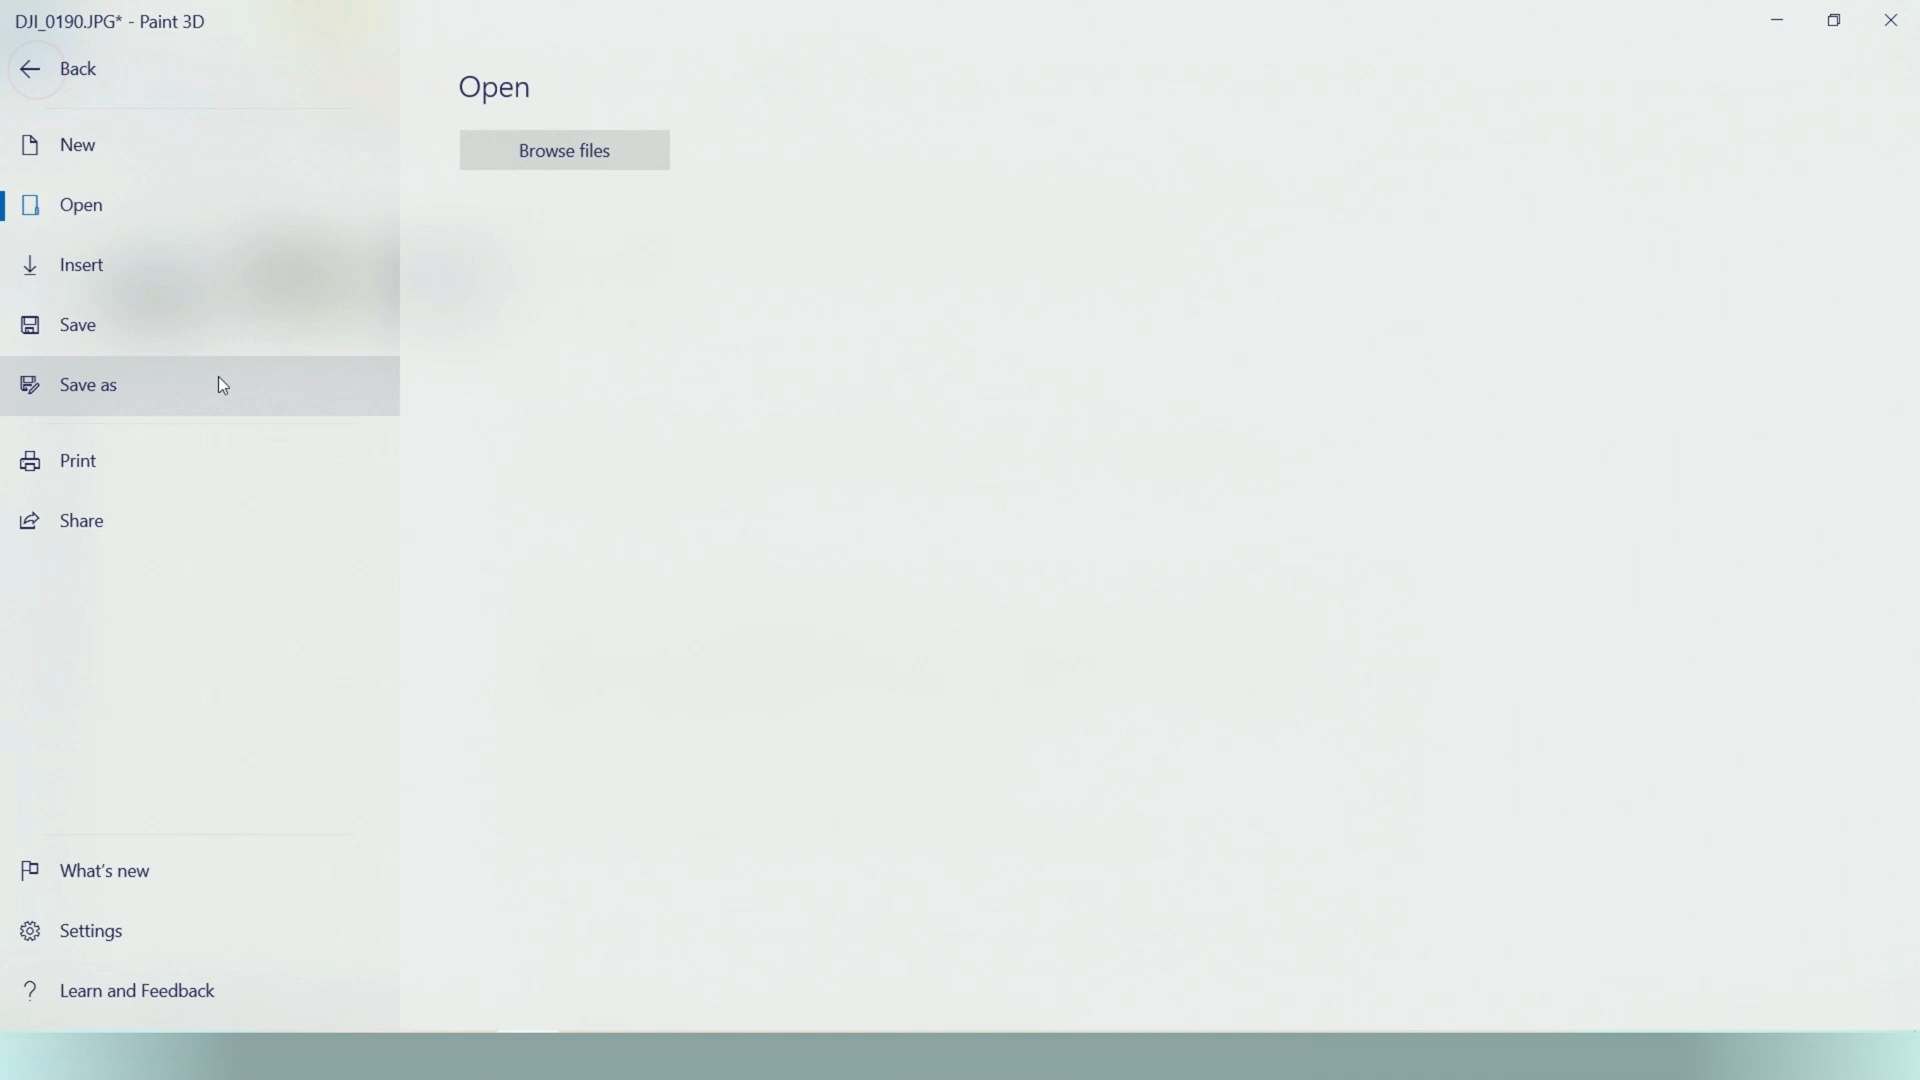 DJI_0190.JPG* - Paint 3D
Back
New
Open
Insert
Save
Save as
Print
Share
What's new
Settings
Learn and Feedback
Open
Browse files